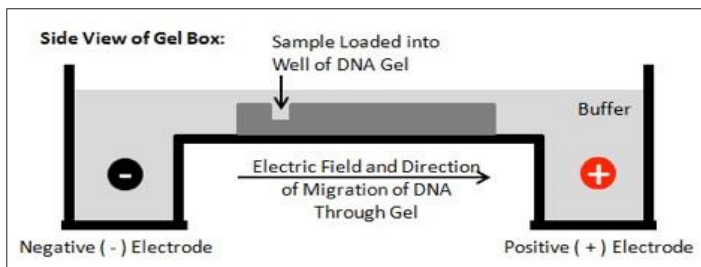 Side View of Gel Box:
Sample Loaded into
Well of DNA Gel
Buffer
-
+
Electric Field and Direction
of Migration of DNA
Through Gel
Negative ( - ) Electrode
Positive ( + ) Electrode